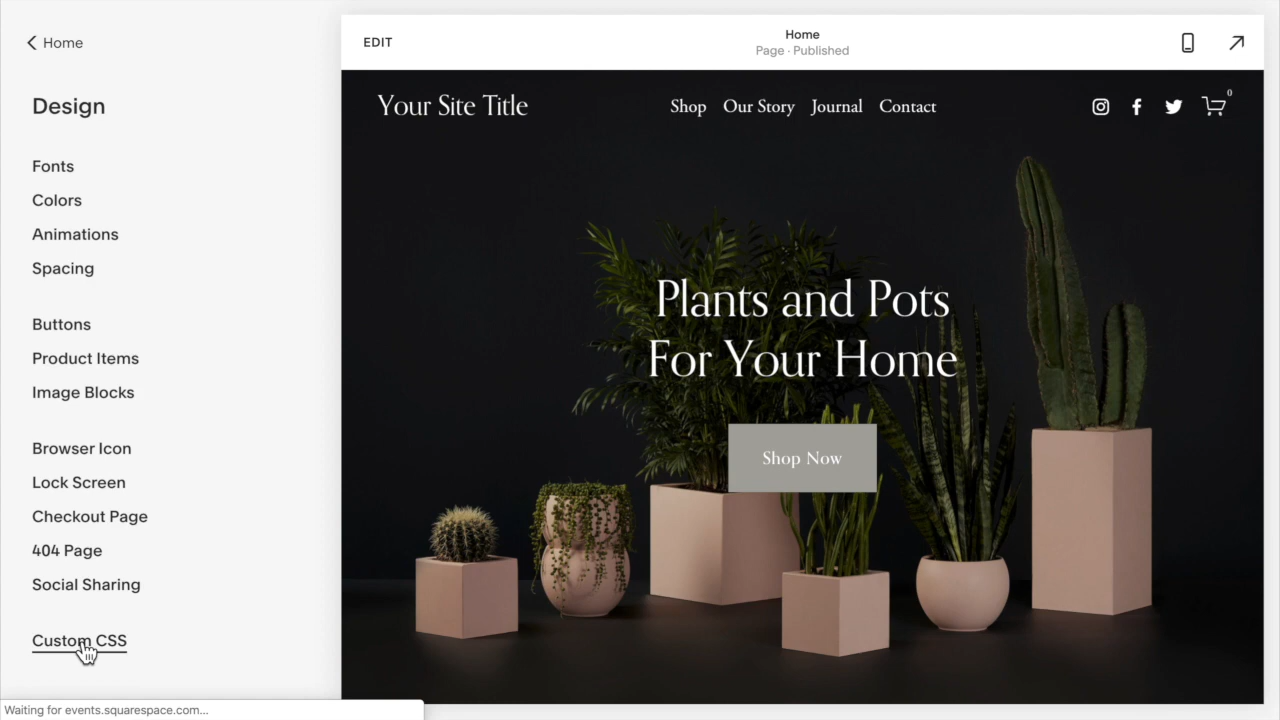 Home
Design
Fonts
Colors
Animations
Spacing
Buttons
Product Items
Image Blocks
Browser Icon
Lock Screen
Checkout Page
404 Page
Social Sharing
Custom CSS
Waiting for events.squarespace.com...
EDIT
Home
Page · Published
Your Site Title
Shop Our Story Journal Contact
0
Plants and Pots
For Your Home
Shop Now